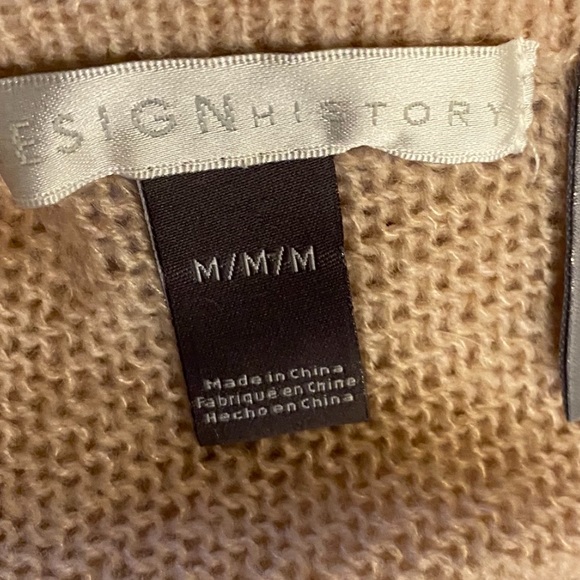 ESIGN HISTORY
M/M/M
Made in China
Fabriqué en Chine
Hecho en China